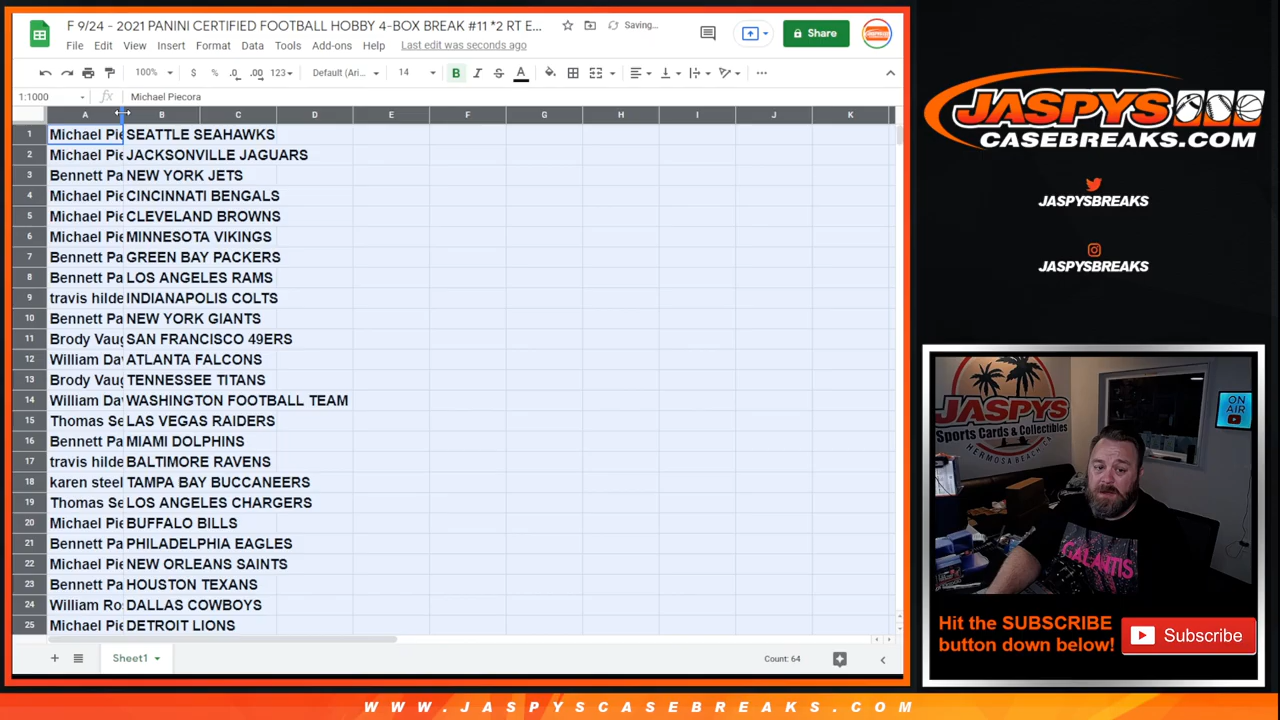 F 9/24 - 2021 PANINI CERTIFIED FOOTBALL HOBBY 4-BOX BREAK #11 *2 RT E...
Saving...
File Edit View Insert Format Data Tools Add-ons Help Last edit was seconds ago
Share
100% $ % .0 .00 123 Default (Ari... 14 B I S A
1:1000 fx Michael Piecora
A B C D E F G H I J K
1 Michael Pie SEATTLE SEAHAWKS
2 Michael Pie JACKSONVILLE JAGUARS
3 Bennett Pa NEW YORK JETS
4 Michael Pie CINCINNATI BENGALS
5 Michael Pie CLEVELAND BROWNS
6 Michael Pie MINNESOTA VIKINGS
7 Bennett Pa GREEN BAY PACKERS
8 Bennett Pa LOS ANGELES RAMS
9 travis hilde INDIANAPOLIS COLTS
10 Bennett Pa NEW YORK GIANTS
11 Brody Vaug SAN FRANCISCO 49ERS
12 William Dav ATLANTA FALCONS
13 Brody Vaug TENNESSEE TITANS
14 William Dav WASHINGTON FOOTBALL TEAM
15 Thomas Se LAS VEGAS RAIDERS
16 Bennett Pa MIAMI DOLPHINS
17 travis hilde BALTIMORE RAVENS
18 karen steel TAMPA BAY BUCCANEERS
19 Thomas Se LOS ANGELES CHARGERS
20 Michael Pie BUFFALO BILLS
21 Bennett Pa PHILADELPHIA EAGLES
22 Michael Pie NEW ORLEANS SAINTS
23 Bennett Pa HOUSTON TEXANS
24 William Ro DALLAS COWBOYS
25 Michael Pie DETROIT LIONS
Sheet1
Count: 64
JASPYS
CASEBREAKS.COM
JASPYSBREAKS
JASPYSBREAKS
JASPYS
Sports Cards & Collectibles
HERMOSA BEACH, CA
ON
AIR
GALANTIS
Hit the SUBSCRIBE
button down below!
Subscribe
WWW.JASPYSCASEBREAKS.COM